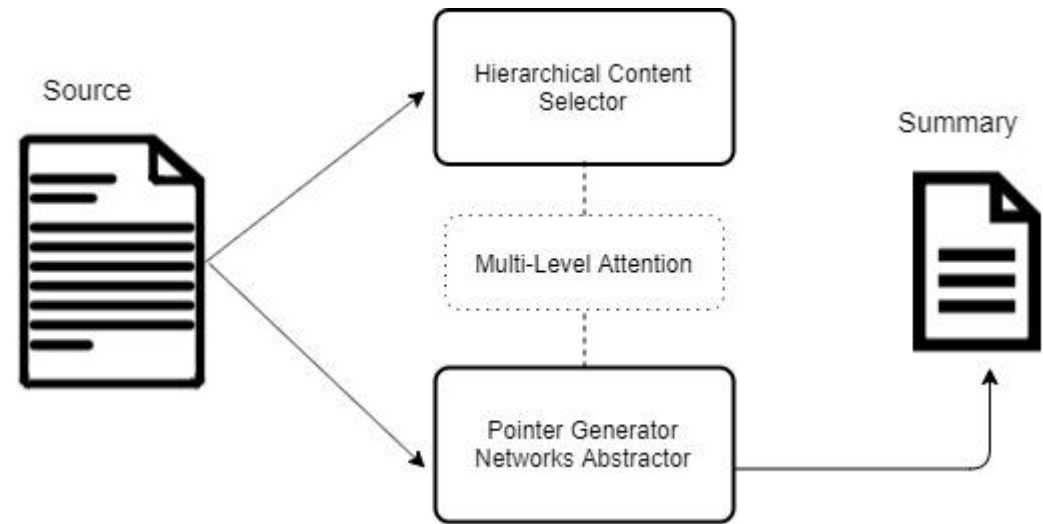 Source
Hierarchical Content
Selector
Summary
Multi-Level Attention
Pointer Generator
Networks Abstractor